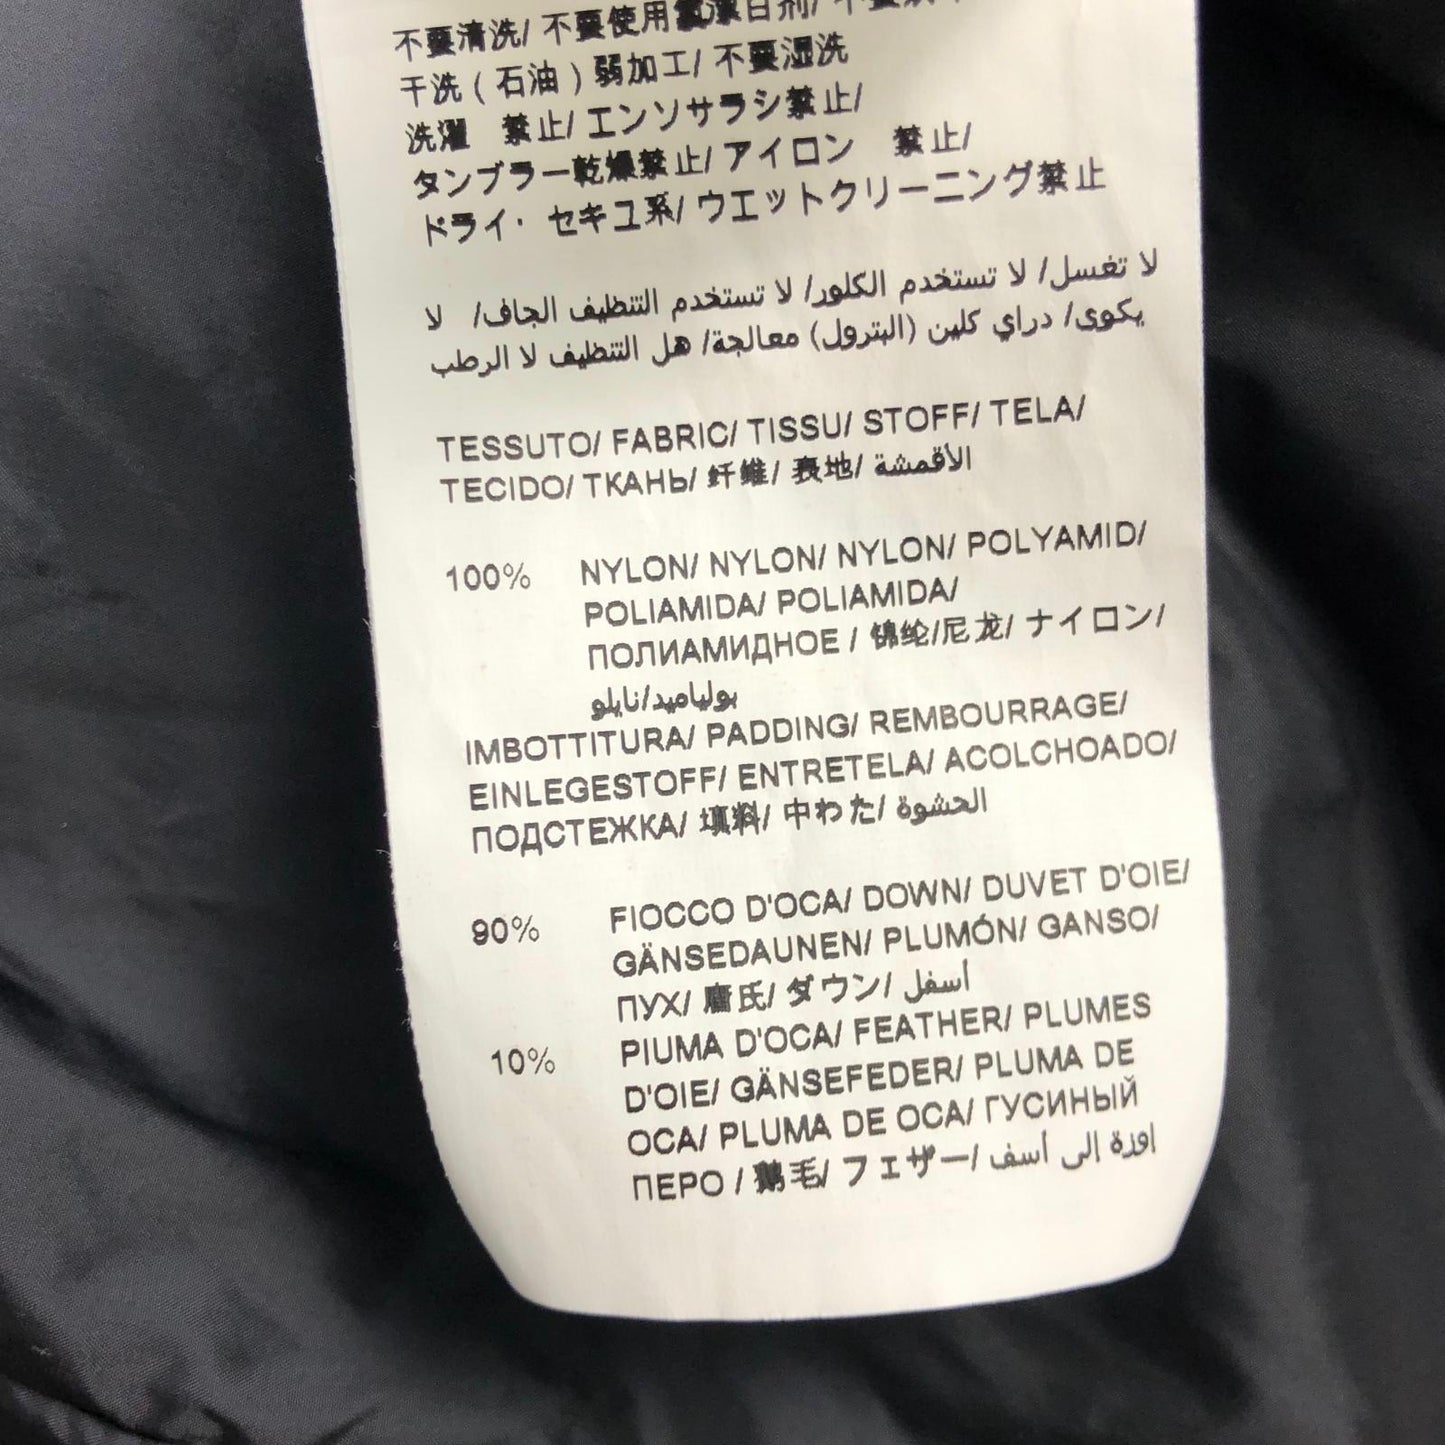 不要清洗/ 不要使用氯漂白剂/ 不要
干洗 ( 石油 ) 弱加工/ 不要湿洗
洗濯 禁止/ エンソサラシ禁止/
タンブラー乾燥禁止/ アイロン 禁止/
ドライ· セキユ系/ ウエットクリーニング禁止
لا تغسل/ لا تستخدم الكلور/ لا تستخدم التنظيف الجاف/ لا
يكوى/ دراي كلين (البترول) معالجة/ هل التنظيف لا الرطب
TESSUTO/ FABRIC/ TISSU/ STOFF/ TELA/
TECIDO/ ТКАНЬ/ 纤维/ 表地/ الأقمشة
100% NYLON/ NYLON/ NYLON/ POLYAMID/
POLIAMIDA/ POLIAMIDA/
ПОЛИАМИДНОЕ / 锦纶/尼龙/ ナイロン/
بولياميد/نايلو
IMBOTTITURA/ PADDING/ REMBOURRAGE/
EINLEGESTOFF/ ENTRETELA/ ACOLCHOADO/
ПОДСТЕЖКА/ 填料/ 中わた/ الحشوة
90% FIOCCO D'OCA/ DOWN/ DUVET D'OIE/
GÄNSEDAUNEN/ PLUMÓN/ GANSO/
ПУХ/ 氏/ ダウン/ أسفل
10% PIUMA D'OCA/ FEATHER/ PLUMES
D'OIE/ GÄNSEFEDER/ PLUMA DE
OCA/ PLUMA DE OCA/ ГУСИНЫЙ
ПЕРО / 鹅毛/ フェザー/ اوزة الى أسف